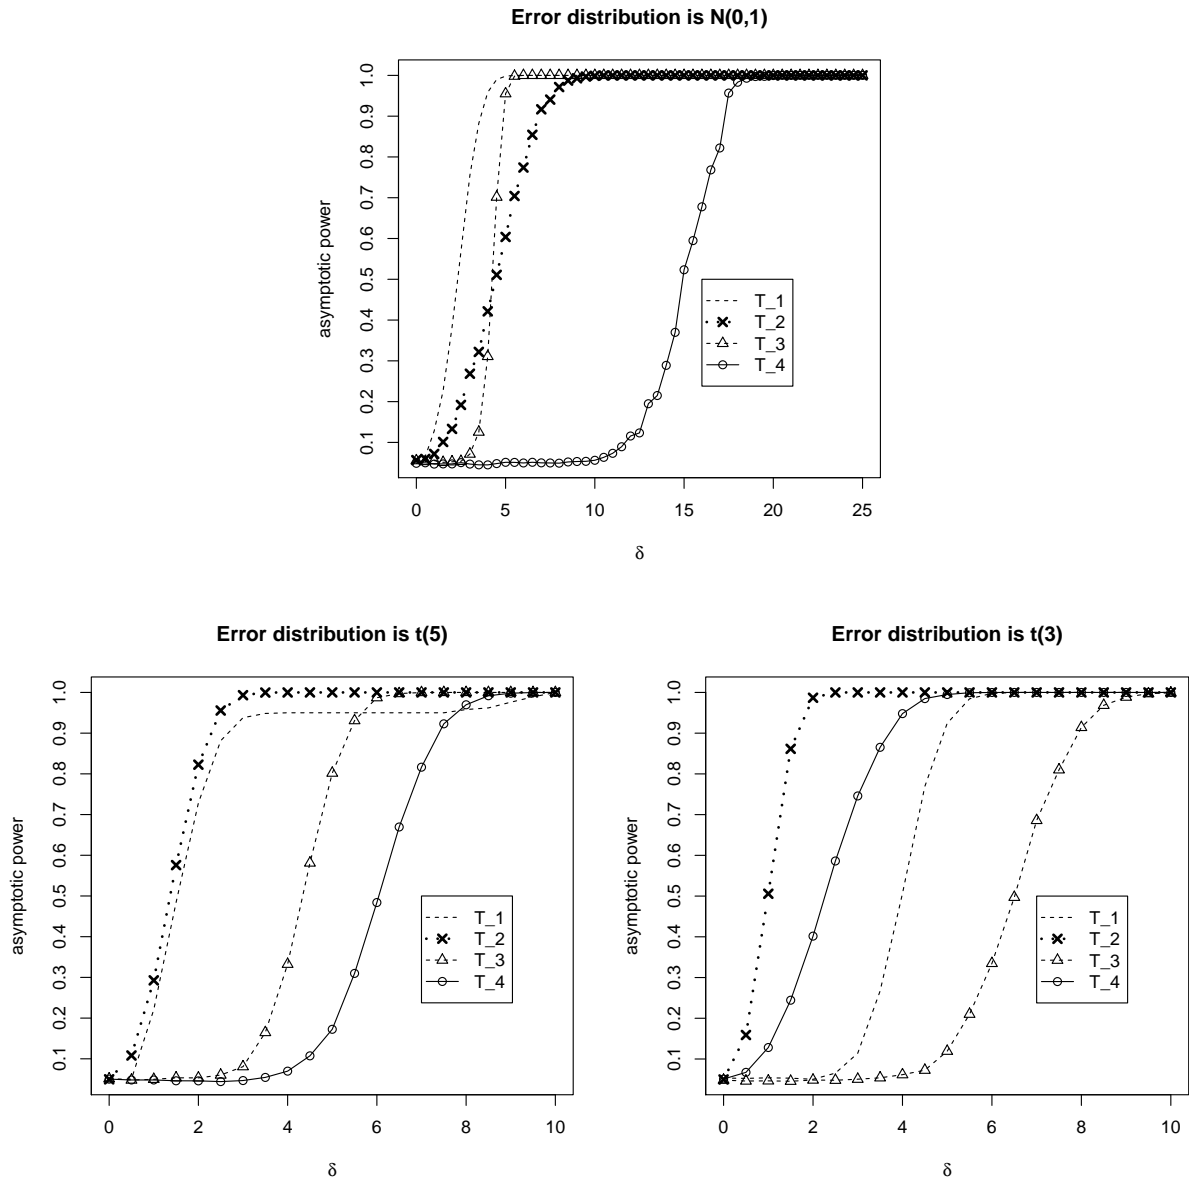 Error distribution is N(0,1)
asymptotic power
0.1 0.2 0.3 0.4 0.5 0.6 0.7 0.8 0.9 1.0
T_1
T_2
T_3
T_4
0 5 10 15 20 25
δ
Error distribution is t(5)
asymptotic power
0.1 0.2 0.3 0.4 0.5 0.6 0.7 0.8 0.9 1.0
T_1
T_2
T_3
T_4
0 2 4 6 8 10
δ
Error distribution is t(3)
asymptotic power
0.1 0.2 0.3 0.4 0.5 0.6 0.7 0.8 0.9 1.0
T_1
T_2
T_3
T_4
0 2 4 6 8 10
δ